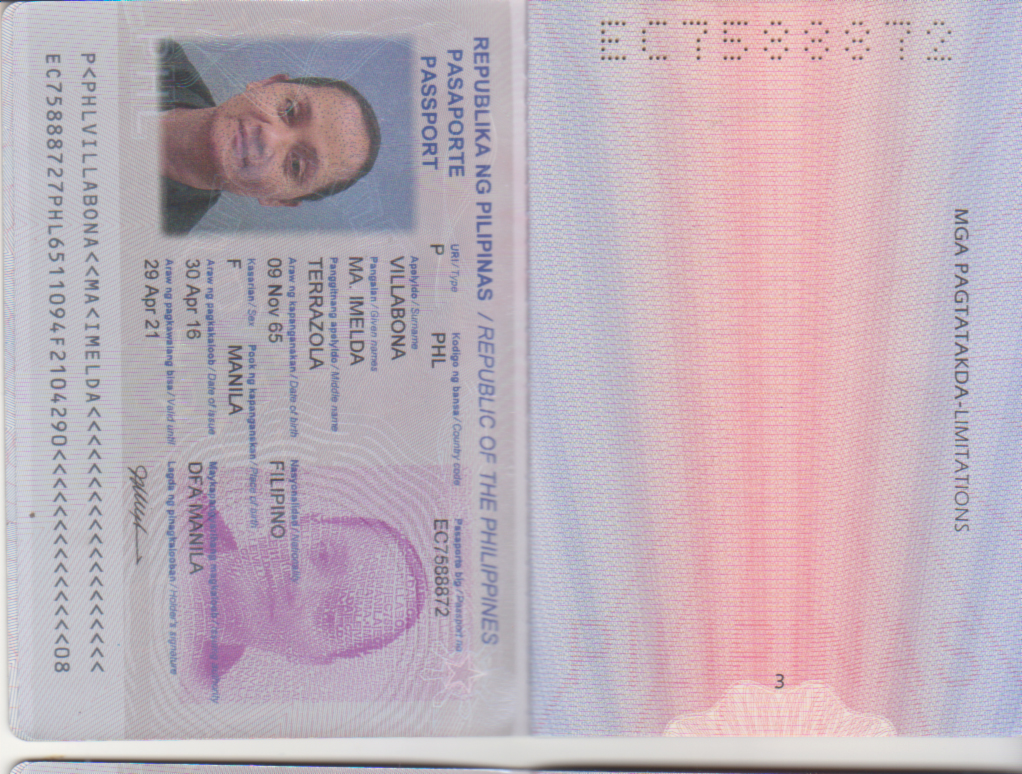 REPUBLIKA NG PILIPINAS / REPUBLIC OF THE PHILIPPINES
PASAPORTE
PASSPORT
Uri / Type
Kodigo ng bansa / Country code
Pasaporte blg / Passport no
P
PHL
EC7588872
Apelyido / Surname
VILLABONA
Pangalan / Given names
MA. IMELDA
Panggitnang apelyido / Middle name
TERRAZOLA
Araw ng kapanganakan / Date of birth
Nasyonalidad / Nationality
09 Nov 65
FILIPINO
Kasarian / Sex
Pook ng kapanganakan / Place of birth
F
MANILA
Araw ng pagkakaloob / Date of issue
30 Apr 16
DFA MANILA
Araw ng pagkawalang bisa / Valid until
Lagda ng pinagkalooban / Holder's signature
29 Apr 21
P<PHLVILLABONA<<MA<IMELDA<<<<<<<<<<<<<<<<<<<
EC75888727PHL6511094F2104290<<<<<<<<<<<<<<08
EC7588872
MGA PAGTATAKDA-LIMITATIONS
3